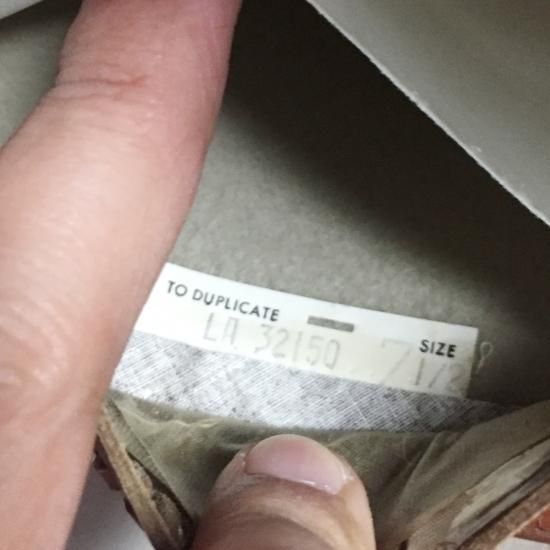 TO DUPLICATE SIZE
LA 32150 7 1/2